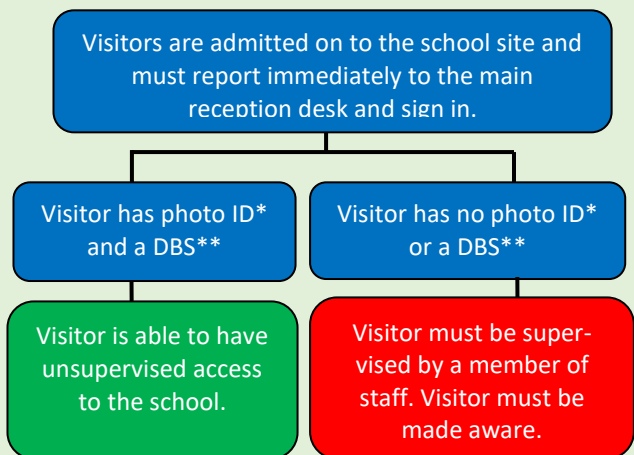 Visitors are admitted on to the school site and
must report immediately to the main
reception desk and sign in.
Visitor has photo ID*
and a DBS**
Visitor has no photo ID*
or a DBS**
Visitor is able to have
unsupervised access
to the school.
Visitor must be super-
vised by a member of
staff. Visitor must be
made aware.